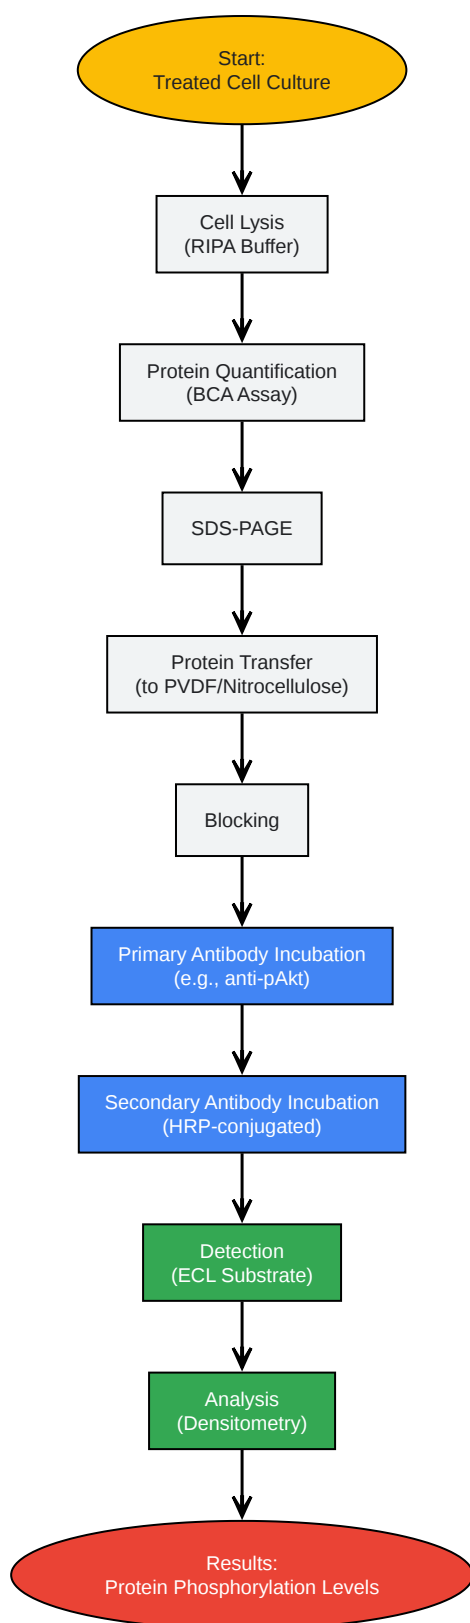 Start:
Treated Cell Culture
Cell Lysis
(RIPA Buffer)
Protein Quantification
(BCA Assay)
SDS-PAGE
Protein Transfer
(to PVDF/Nitrocellulose)
Blocking
Primary Antibody Incubation
(e.g., anti-pAkt)
Secondary Antibody Incubation
(HRP-conjugated)
Detection
(ECL Substrate)
Analysis
(Densitometry)
Results:
Protein Phosphorylation Levels